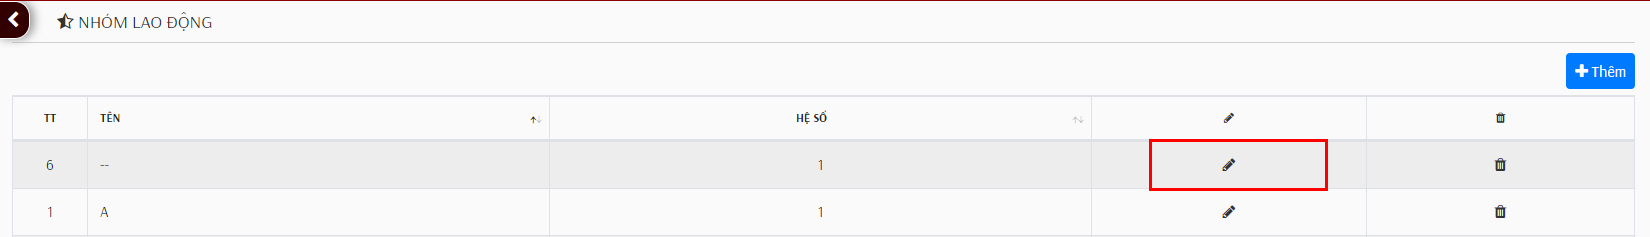 NHÓM LAO ĐỘNG
Thêm
TT TÊN HỆ SỐ
6 -- 1
1 A 1